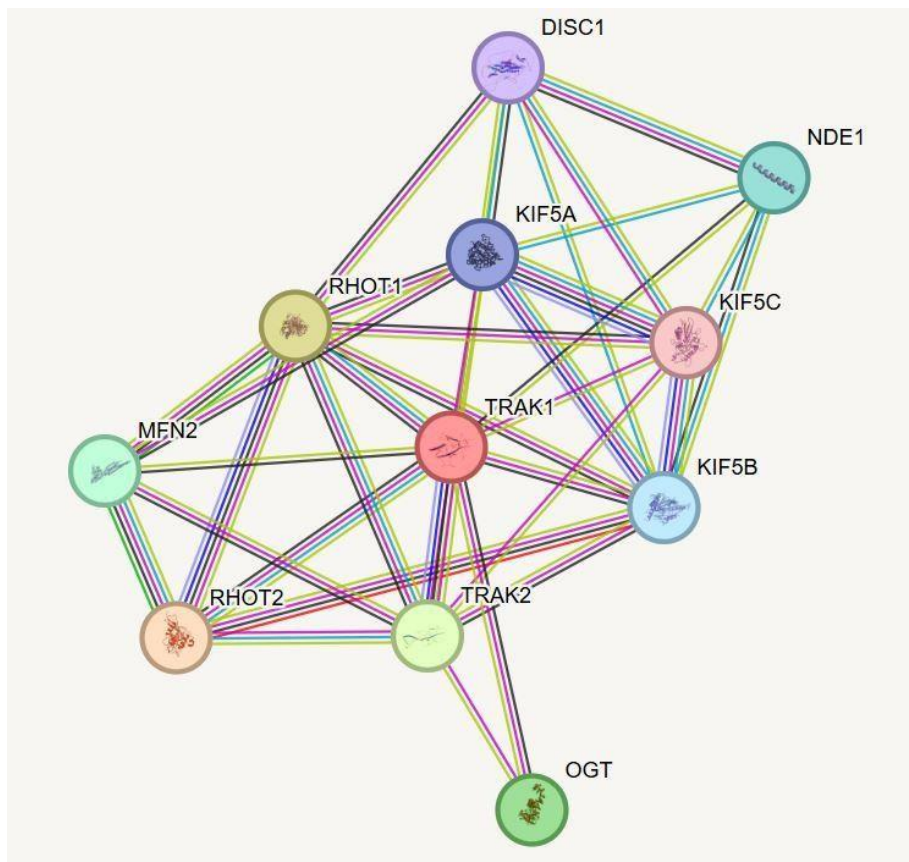 DISC1
NDE1
KIF5A
RHOT1
KIF5C
TRAK1
MFN2
KIF5B
RHOT2
TRAK2
OGT